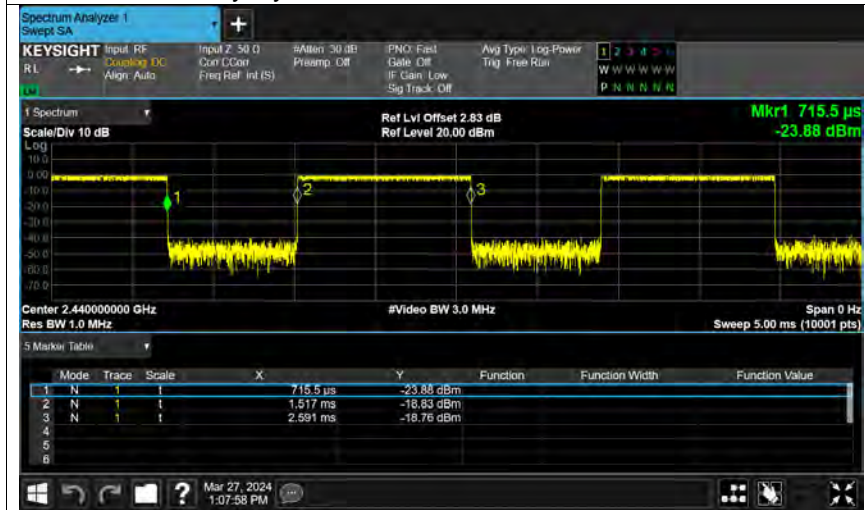 Spectrum Analyzer 1
Swept SA
+
KEYSIGHT Input: RF Input Z: 50 Ω #Atten: 30 dB PNO: Fast Avg Type: Log-Power 1 2 3 4 5 6
RL Coupling: DC Corr CCorr Preamp: Off Gate: Off Trig: Free Run W W W W W W
Align: Auto Freq Ref: Int (S) IF Gain: Low P N N N N N
Sig Track: Off
1 Spectrum Ref Lvl Offset 2.83 dB Mkr1 715.5 µs
Scale/Div 10 dB Ref Level 20.00 dBm -23.88 dBm
Log
10.0
0.00
-10.0
-20.0
-30.0
-40.0
-50.0
-60.0
-70.0
1 2 3
Center 2.440000000 GHz #Video BW 3.0 MHz Span 0 Hz
Res BW 1.0 MHz Sweep 5.00 ms (10001 pts)
5 Marker Table
Mode Trace Scale X Y Function Function Width Function Value
1 N 1 t 715.5 µs -23.88 dBm
2 N 1 t 1.517 ms -18.83 dBm
3 N 1 t 2.591 ms -18.76 dBm
4
5
6
? Mar 27, 2024
1:07:58 PM